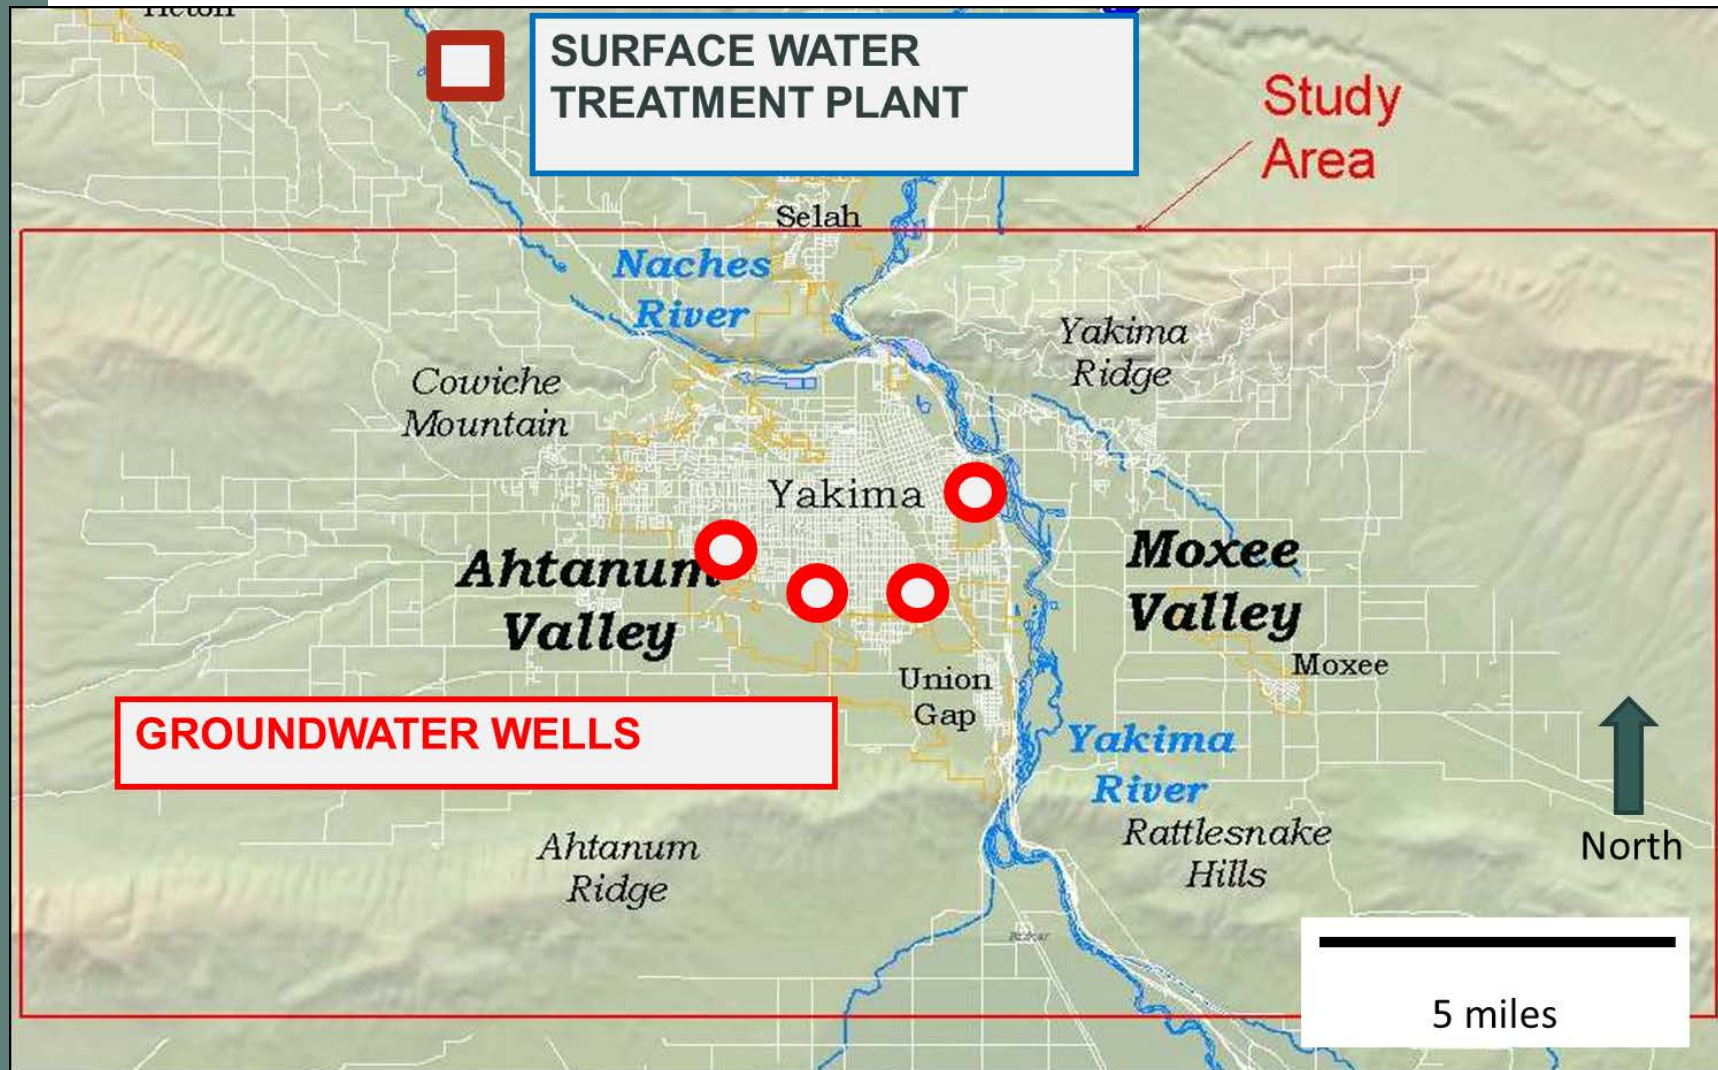 SURFACE WATER
TREATMENT PLANT
Study
Area
Selah
Naches
River
Yakima
Ridge
Cowiche
Mountain
Yakima
Ahtanum
Valley
Moxee
Valley
Moxee
Union
Gap
GROUNDWATER WELLS
Yakima
River
Rattlesnake
Hills
Ahtanum
Ridge
North
5 miles